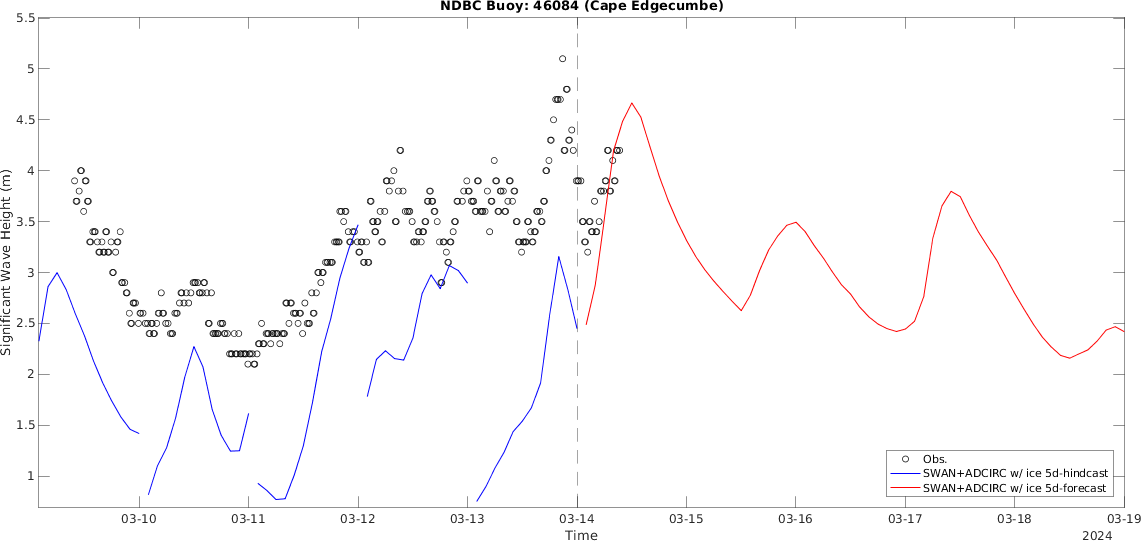 NDBC Buoy: 46084 (Cape Edgecumbe)
5.5
5
4.5
4
3.5
3
2.5
2
1.5
1
Significant Wave Height (m)
Obs.
SWAN+ADCIRC w/ ice 5d-hindcast
SWAN+ADCIRC w/ ice 5d-forecast
03-10 03-11 03-12 03-13 03-14 03-15 03-16 03-17 03-18 03-19
Time
2024